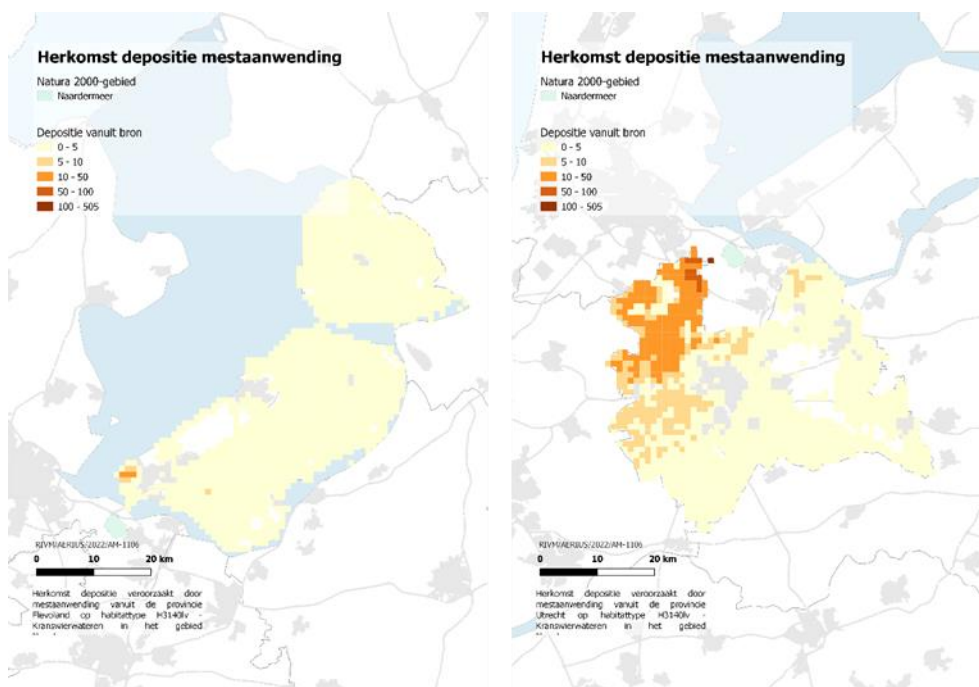 Herkomst depositie mestaanwending
Natura 2000-gebied
Naardermeer
Depositie vanuit bron
0 - 5
5 - 10
10 - 50
50 - 100
100 - 505
RIVM/AERIUS/2022/AM-1106
0 10 20 km
Herkomst depositie veroorzaakt door
mestaanwending vanuit de provincie
Flevoland op habitattype H3140lv -
Kranswierwateren in het gebied
Herkomst depositie mestaanwending
Natura 2000-gebied
Naardermeer
Depositie vanuit bron
0 - 5
5 - 10
10 - 50
50 - 100
100 - 505
RIVM/AERIUS/2022/AM-1106
0 10 20 km
Herkomst depositie veroorzaakt door
mestaanwending vanuit de provincie
Utrecht op habitattype H3140lv -
Kranswierwateren in het gebied